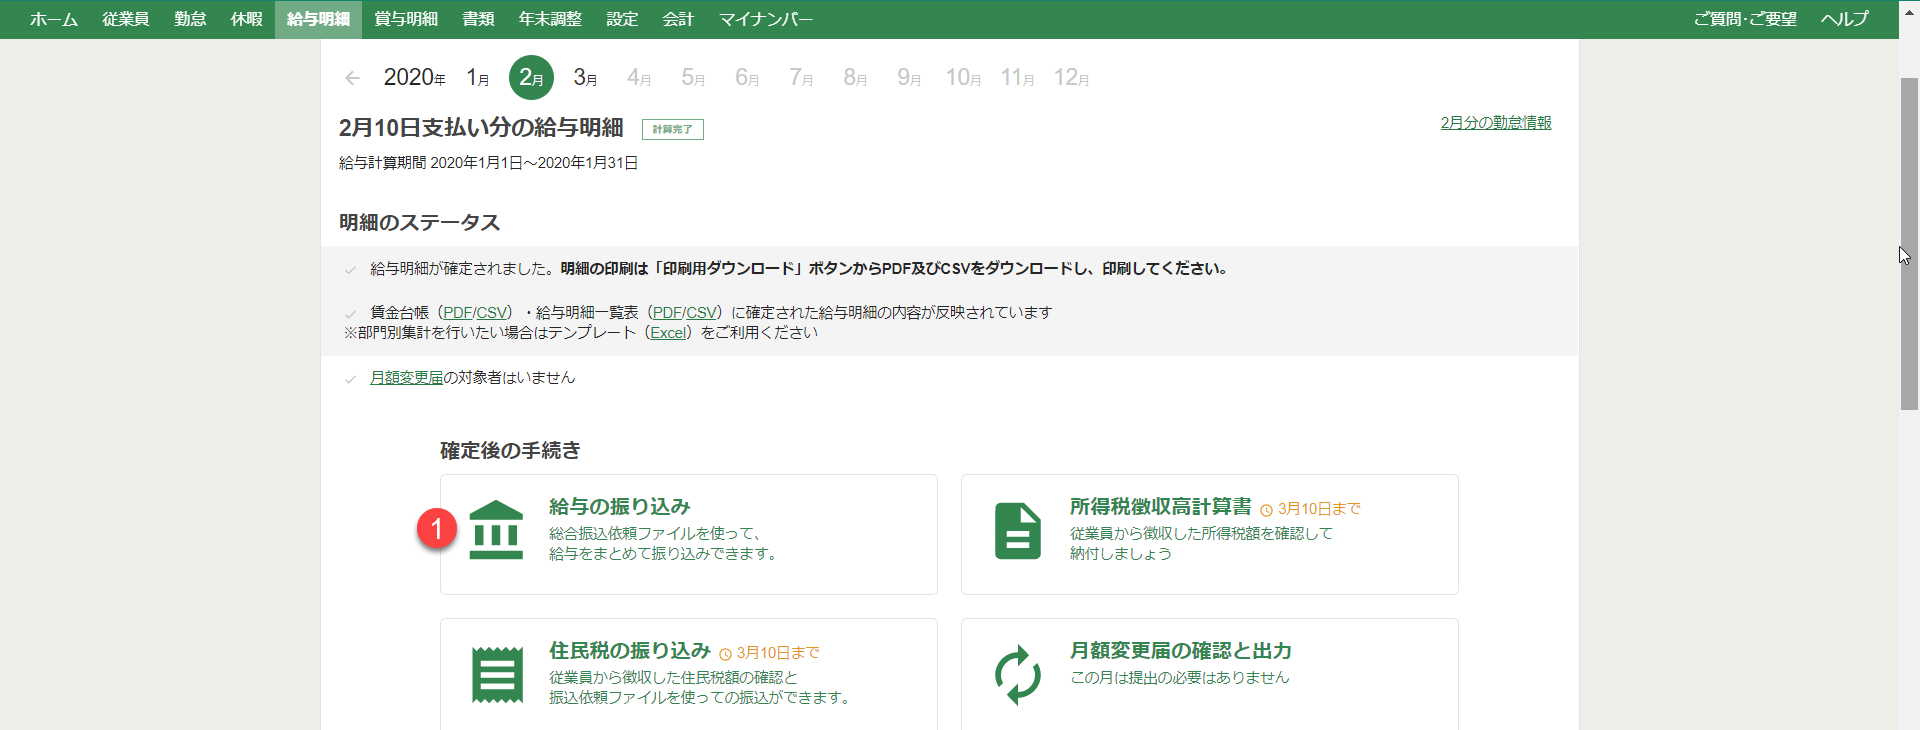 ホーム 従業員 勤怠 休暇 給与明細 賞与明細 書類 年末調整 設定 会計 マイナンバー ご質問・ご要望 ヘルプ
2020年 1月 2月 3月 4月 5月 6月 7月 8月 9月 10月 11月 12月
2月10日支払い分の給与明細 計算完了 2月分の勤怠情報
給与計算期間 2020年1月1日～2020年1月31日
明細のステータス
給与明細が確定されました。明細の印刷は「印刷用ダウンロード」ボタンからPDF及びCSVをダウンロードし、印刷してください。
賃金台帳（PDF/CSV）・給与明細一覧表（PDF/CSV）に確定された給与明細の内容が反映されています
※部門別集計を行いたい場合はテンプレート（Excel）をご利用ください
月額変更届の対象者はいません
確定後の手続き
1
給与の振り込み
総合振込依頼ファイルを使って、
給与をまとめて振り込みできます。
所得税徴収高計算書 3月10日まで
従業員から徴収した所得税額を確認して
納付しましょう
住民税の振り込み 3月10日まで
従業員から徴収した住民税額の確認と
振込依頼ファイルを使っての振込ができます。
月額変更届の確認と出力
この月は提出の必要はありません